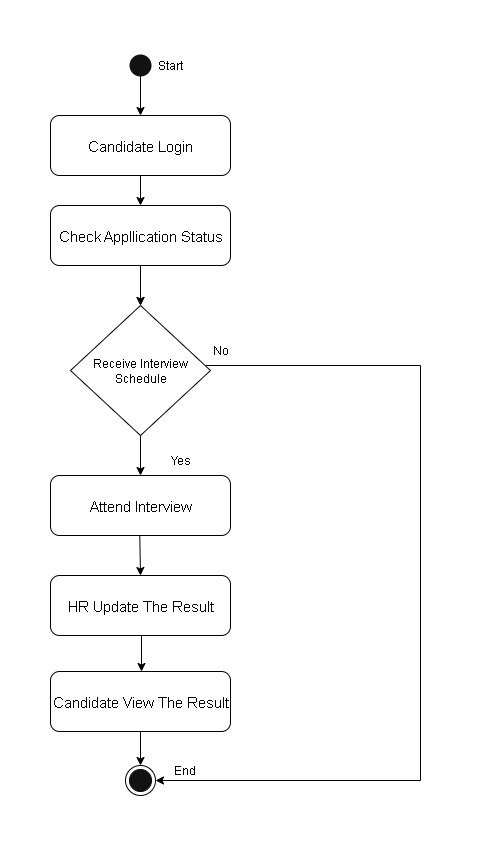 Start
Candidate Login
Check Appllication Status
No
Receive Interview
Schedule
Yes
Attend Interview
HR Update The Result
Candidate View The Result
End